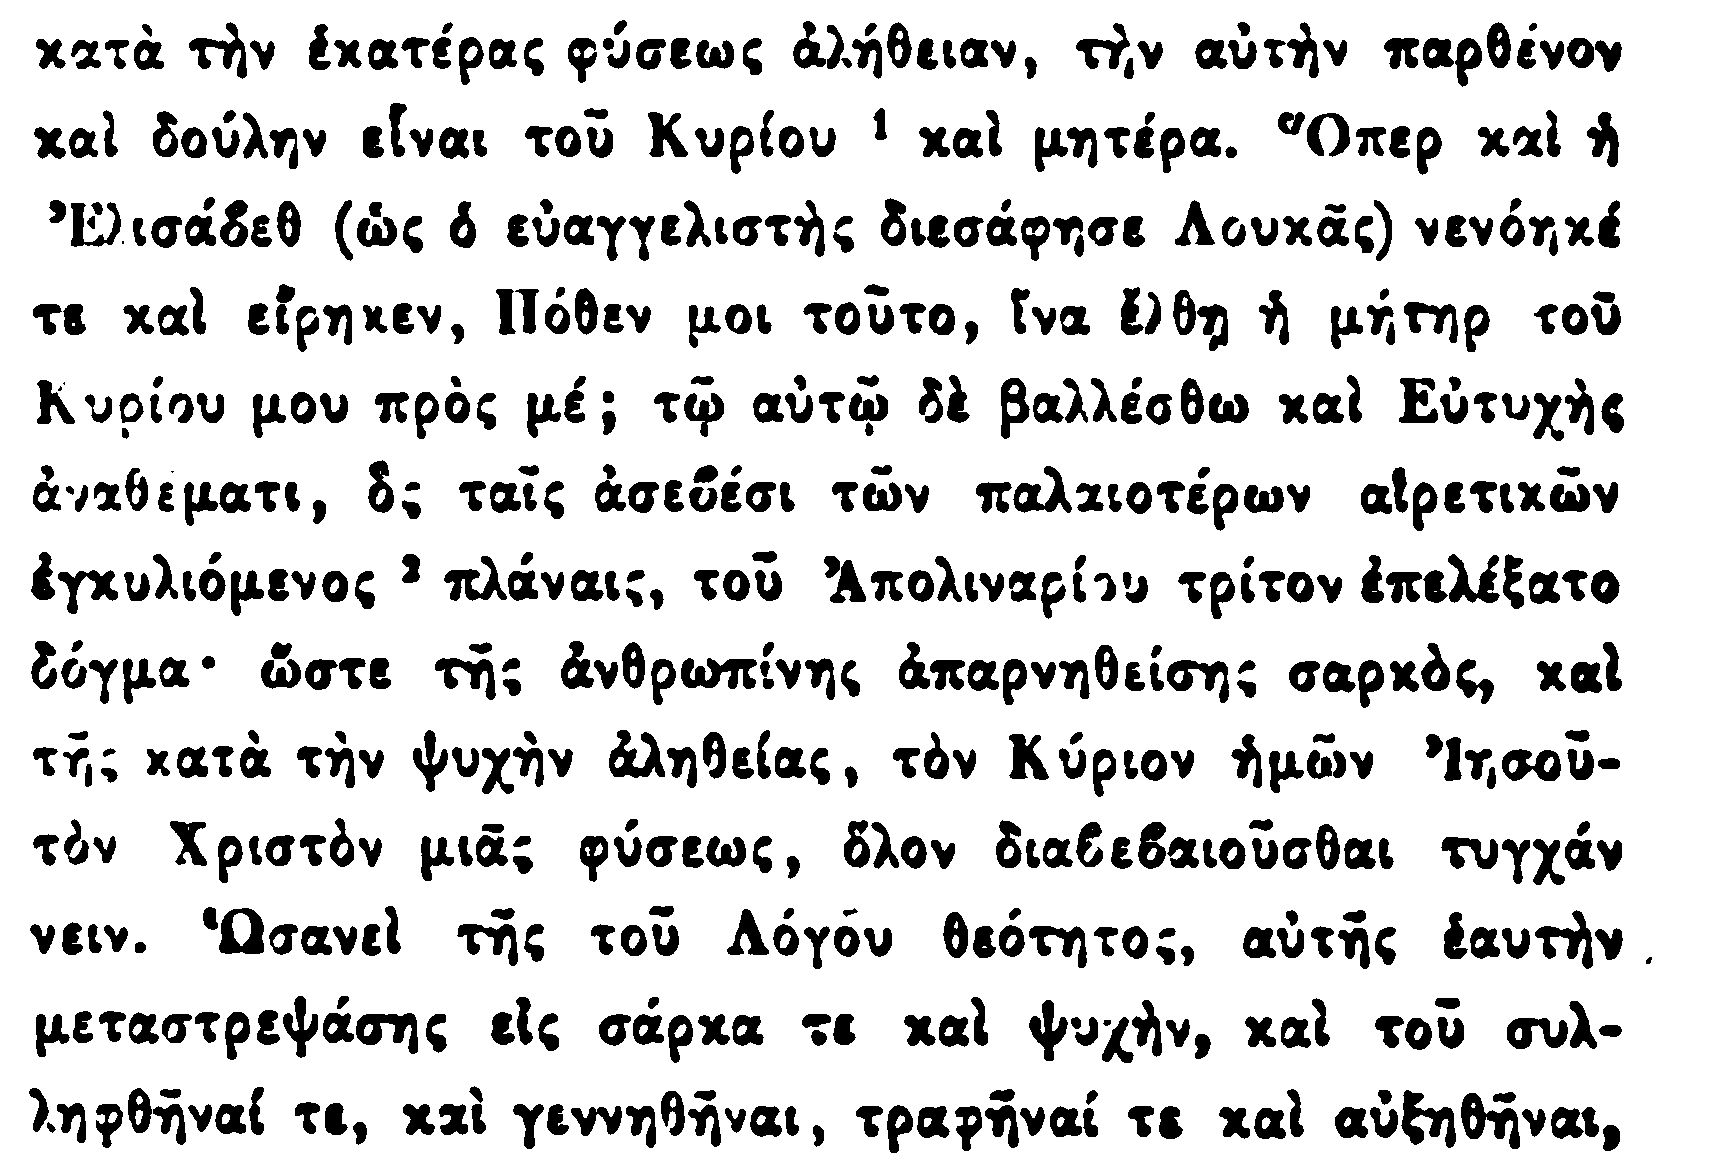 κατὰ τὴν ἑκατέρας φύσεως ἀλήθειαν, τὴν αὐτὴν παρθένον
καὶ δούλην εἶναι τοῦ Κυρίου ¹ καὶ μητέρα. Ὅπερ καὶ ἡ
Ἐλισάβεθ (ὡς ὁ εὐαγγελιστὴς διεσάφησε Λουκᾶς) νενόηκέ
τε καὶ εἴρηκεν, Πόθεν μοι τοῦτο, ἵνα ἔλθῃ ἡ μήτηρ τοῦ
Κυρίου μου πρὸς μέ; τῷ αὐτῷ δὲ βαλλέσθω καὶ Εὐτυχὴς
ἀναθέματι, ὃς ταῖς ἀσεβέσι τῶν παλαιοτέρων αἱρετικῶν
ἐγκυλιόμενος ² πλάναις, τοῦ Ἀπολιναρίου τρίτον ἐπελέξατο
δόγμα· ὥστε τῆς ἀνθρωπίνης ἀπαρνηθείσης σαρκὸς, καὶ
τῆς κατὰ τὴν ψυχὴν ἀληθείας, τὸν Κύριον ἡμῶν Ἰησοῦ-
τὸν Χριστὸν μιᾶς φύσεως, ὅλον διαβεβαιοῦσθαι τυγχάν
νειν. Ὡσανεὶ τῆς τοῦ Λόγου θεότητος, αὐτῆς ἑαυτὴν
μεταστρεψάσης εἰς σάρκα τε καὶ ψυχὴν, καὶ τοῦ συλ-
ληφθῆναί τε, καὶ γεννηθῆναι, τραφῆναί τε καὶ αὐξηθῆναι,